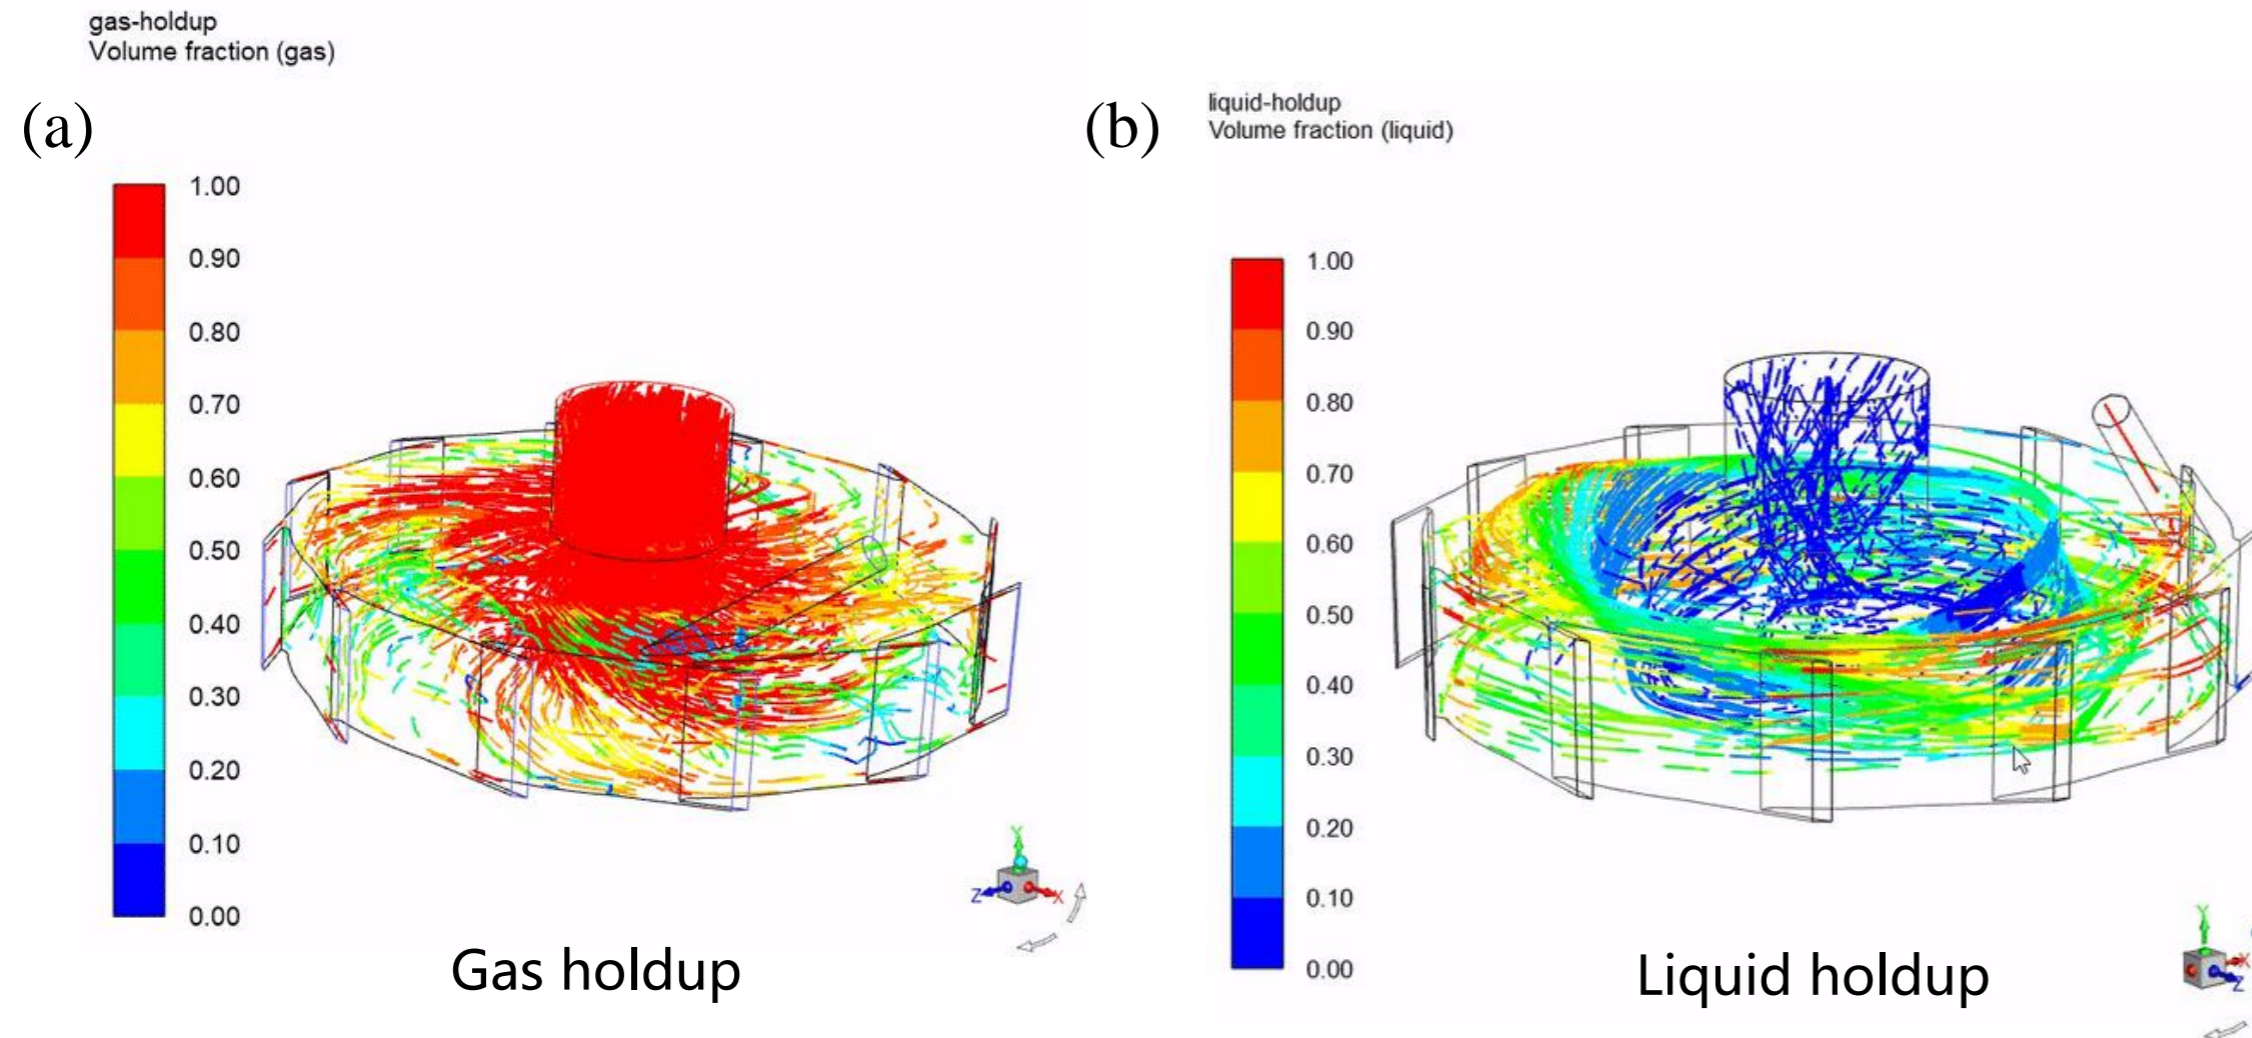 gas-holdup
Volume fraction (gas)
(a)
1.00
0.90
0.80
0.70
0.60
0.50
0.40
0.30
0.20
0.10
0.00
Y
Z
X
Gas holdup
(b)
liquid-holdup
Volume fraction (liquid)
1.00
0.90
0.80
0.70
0.60
0.50
0.40
0.30
0.20
0.10
0.00
Y
X
Z
Liquid holdup